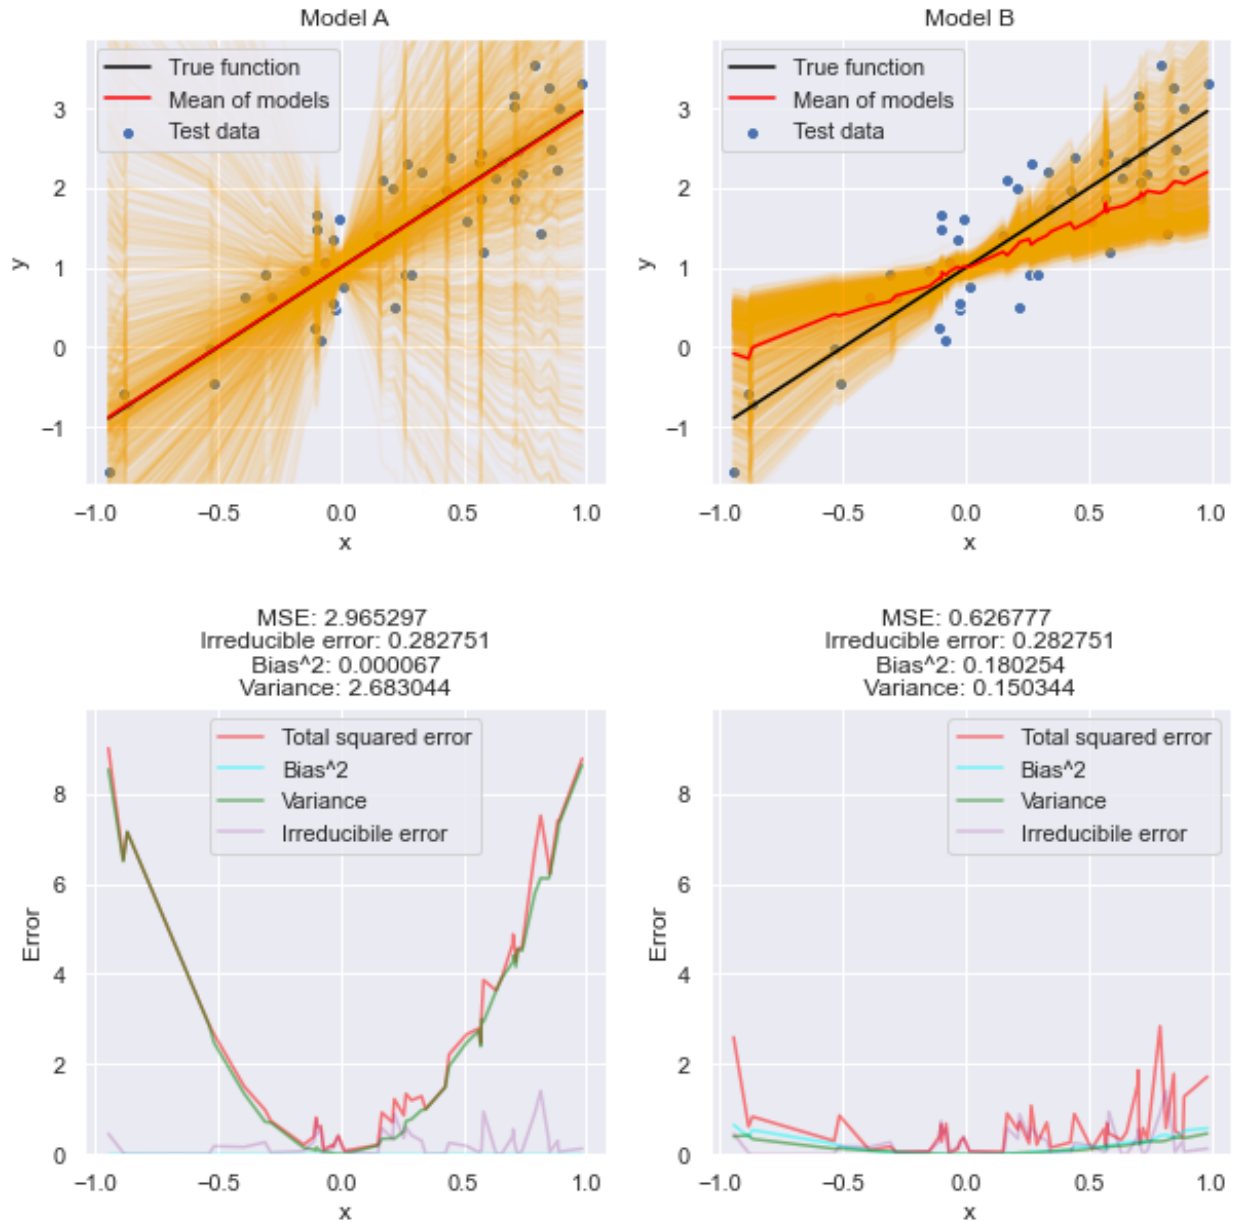 Model A
True function
Mean of models
Test data
3
2
1
0
−1
y
−1.0 −0.5 0.0 0.5 1.0
x
Model B
True function
Mean of models
Test data
3
2
1
0
−1
y
−1.0 −0.5 0.0 0.5 1.0
x
MSE: 2.965297
Irreducible error: 0.282751
Bias^2: 0.000067
Variance: 2.683044
Total squared error
Bias^2
Variance
Irreducibile error
8
6
4
2
0
Error
−1.0 −0.5 0.0 0.5 1.0
x
MSE: 0.626777
Irreducible error: 0.282751
Bias^2: 0.180254
Variance: 0.150344
Total squared error
Bias^2
Variance
Irreducibile error
8
6
4
2
0
Error
−1.0 −0.5 0.0 0.5 1.0
x